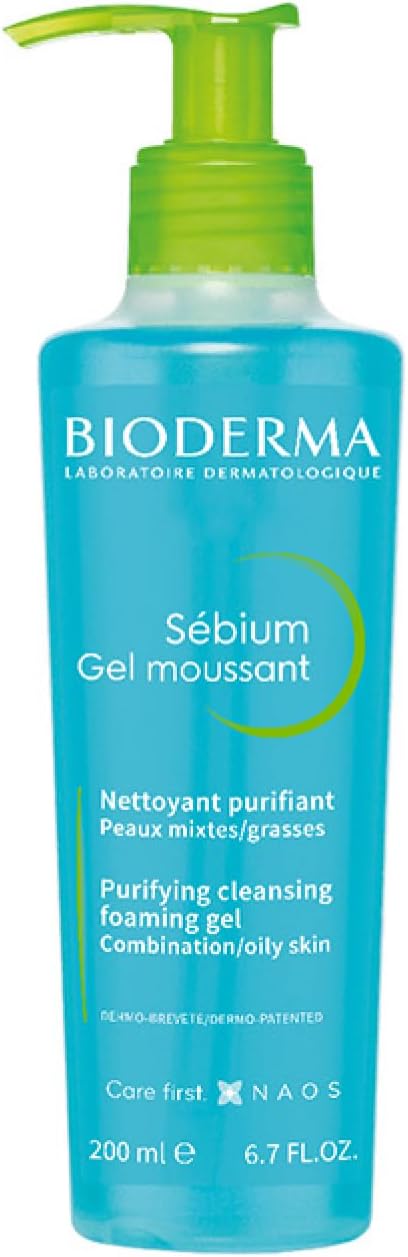 BIODERMA
LABORATOIRE DERMATOLOGIQUE
Sébium
Gel moussant
Nettoyant purifiant
Peaux mixtes/grasses
Purifying cleansing
foaming gel
Combination/oily skin
DERMO-BREVETÉ/DERMO-PATENTED
Care first. NAOS
200 ml e 6.7 FL.OZ.